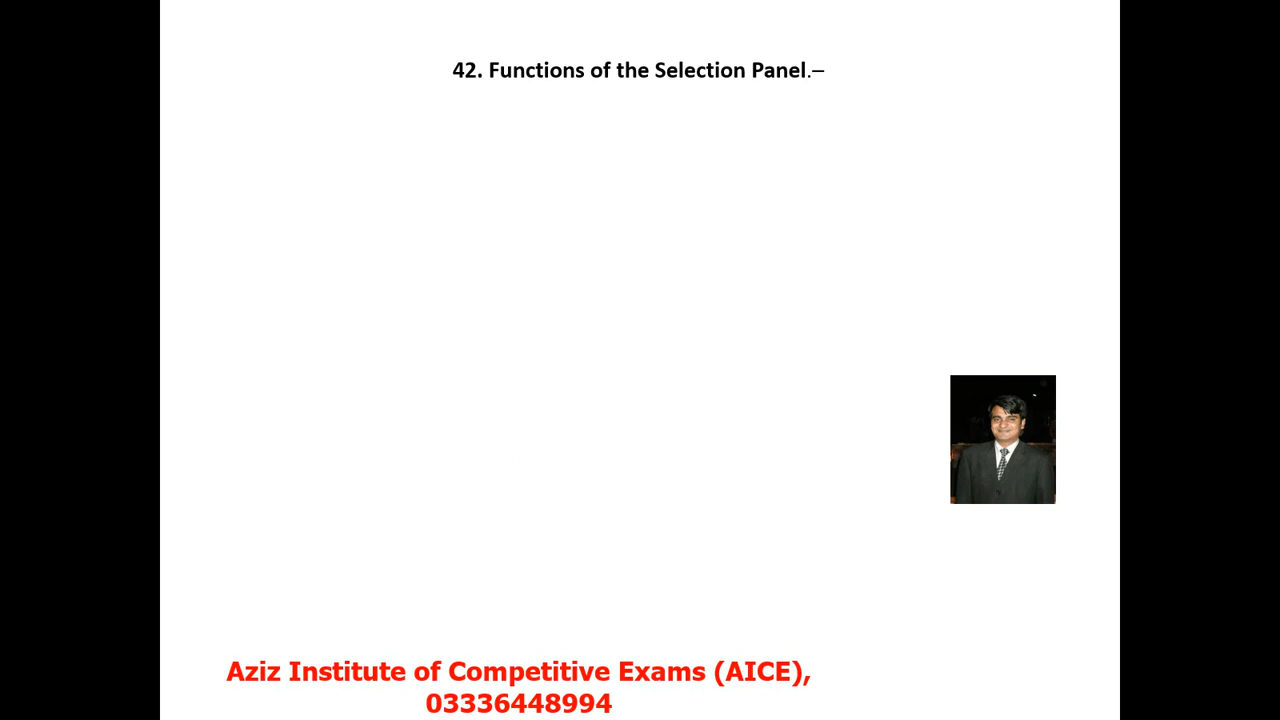 42. Functions of the Selection Panel.–
Aziz Institute of Competitive Exams (AICE),
03336448994